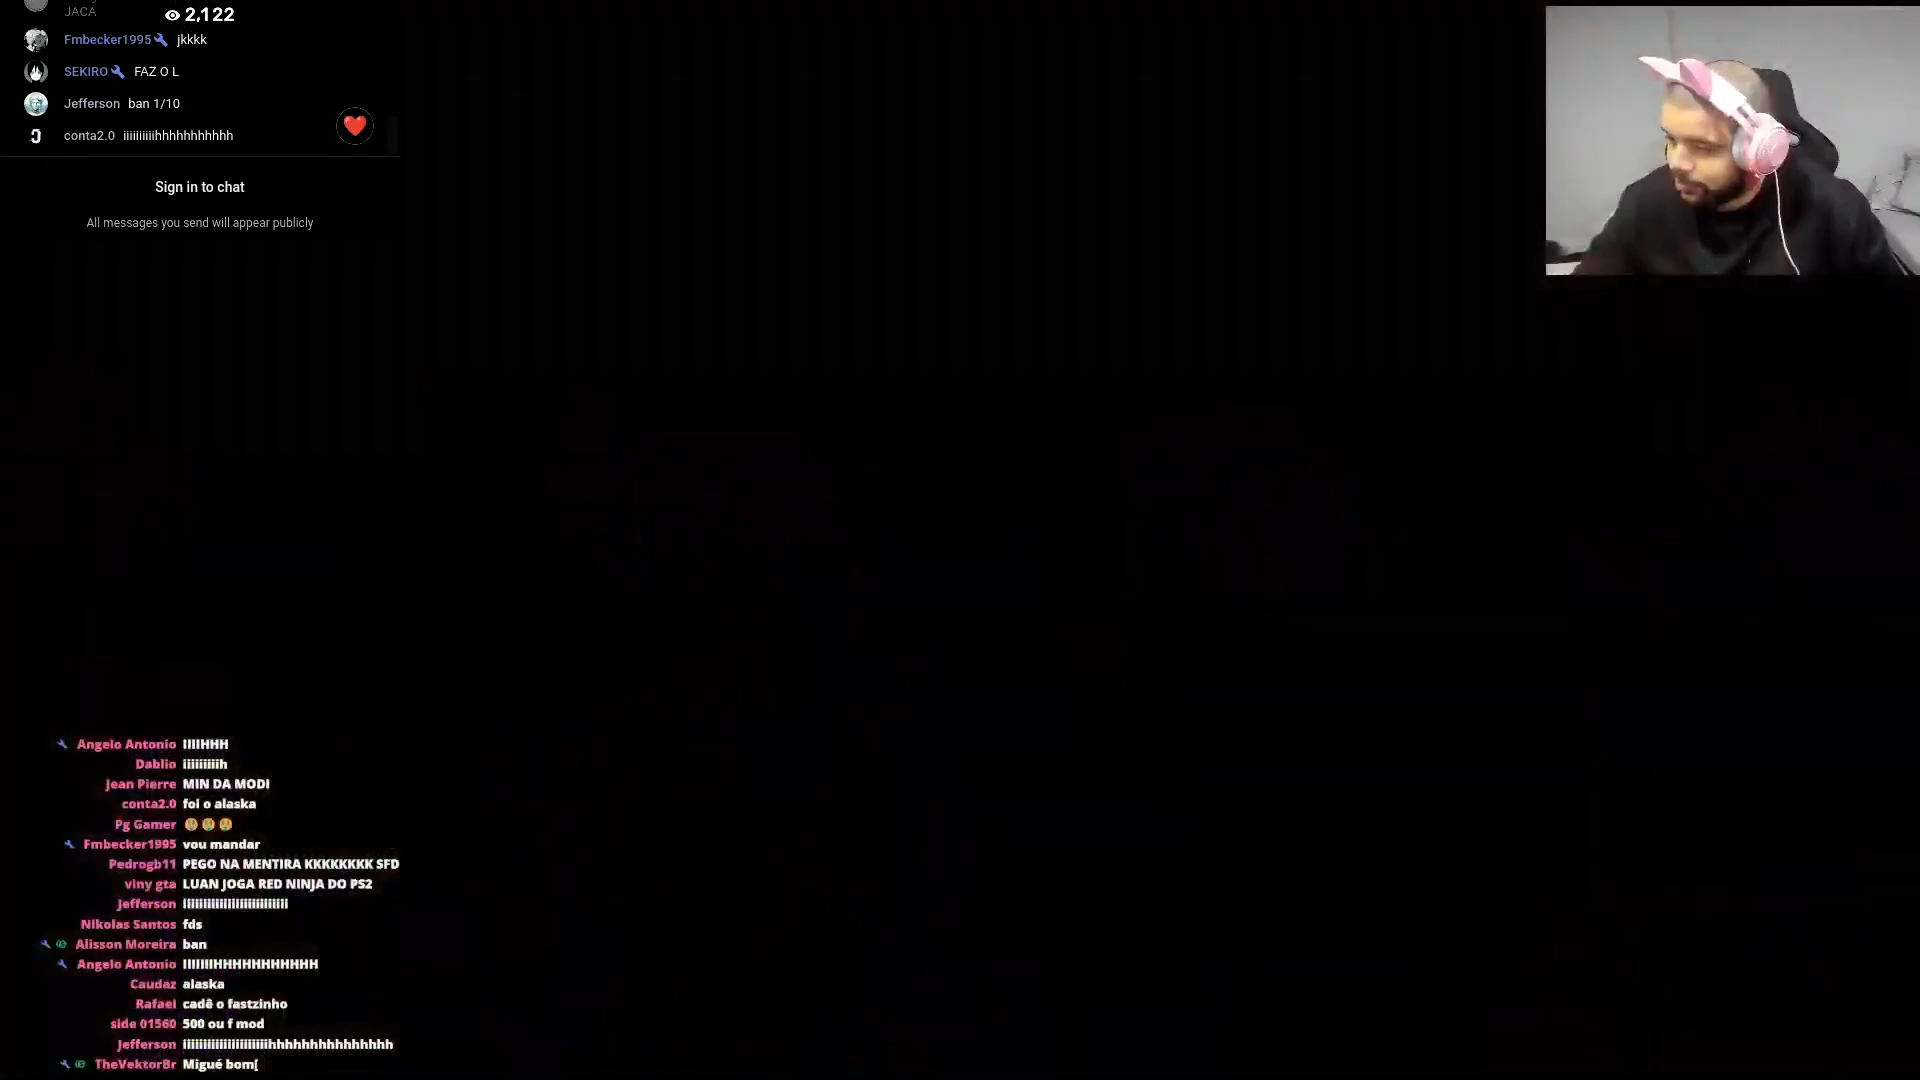 JACA
2,122
Fmbecker1995 jkkkk
SEKIRO FAZ O L
Jefferson ban 1/10
conta2.0 iiiiiiiiiihhhhhhhhhhh
Sign in to chat
All messages you send will appear publicly
Angelo Antonio IIIIHHH
Dablio iiiiiiiiih
Jean Pierre MIN DA MODI
conta2.0 foi o alaska
Pg Gamer 🤑🤑🤑
Fmbecker1995 vou mandar
Pedrogb11 PEGO NA MENTIRA KKKKKKKK SFD
viny gta LUAN JOGA RED NINJA DO PS2
Jefferson iiiiiiiiiiiiiiiiiiiiiiiiii
Nikolas Santos fds
Alisson Moreira ban
Angelo Antonio IIIIIIIHHHHHHHHHHHH
Caudaz alaska
Rafael cadê o fastzinho
side 01560 500 ou f mod
Jefferson iiiiiiiiiiiiiiiiiiiiihhhhhhhhhhhhhhh
TheVektorBr Migué bom[